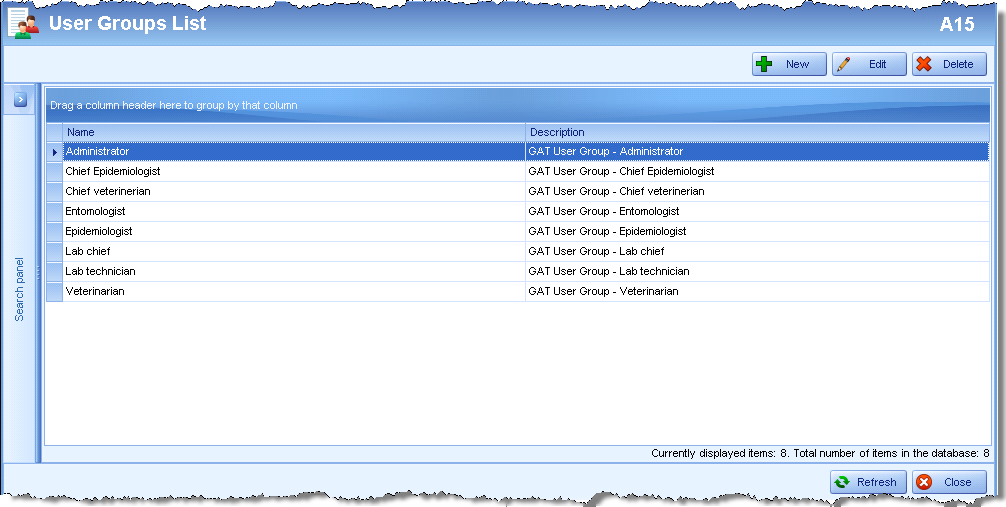 User Groups List A15
New Edit Delete
Drag a column header here to group by that column
Name Description
Administrator GAT User Group - Administrator
Chief Epidemiologist GAT User Group - Chief Epidemiologist
Chief veterinerian GAT User Group - Chief veterinerian
Entomologist GAT User Group - Entomologist
Epidemiologist GAT User Group - Epidemiologist
Lab chief GAT User Group - Lab chief
Lab technician GAT User Group - Lab technician
Veterinarian GAT User Group - Veterinarian
Search panel
Currently displayed items: 8. Total number of items in the database: 8
Refresh Close